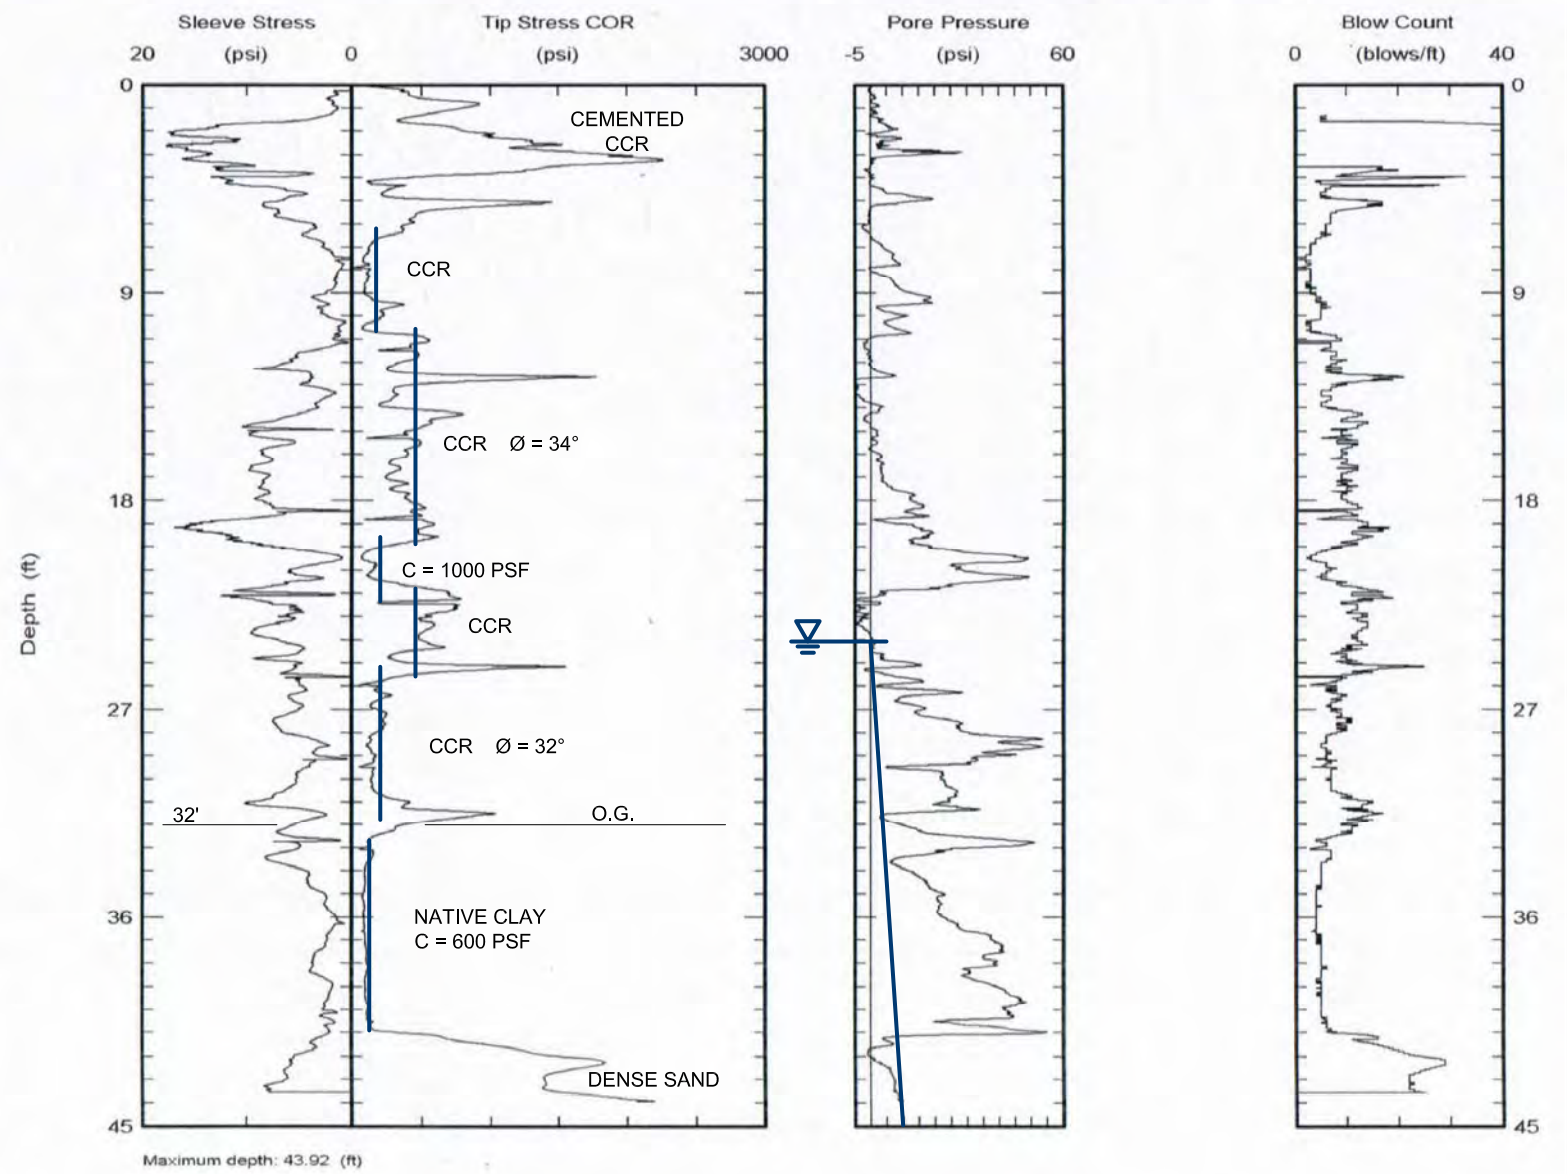 Sleeve Stress Tip Stress COR Pore Pressure Blow Count
(psi) (psi) (psi) (blows/ft)
20 0 3000 -5 60 0 40
0 0
CEMENTED
CCR
CCR
9 9
CCR Ø = 34°
18 18
Depth (ft)
C = 1000 PSF
CCR
27 27
CCR Ø = 32°
32' O.G.
36 36
NATIVE CLAY
C = 600 PSF
DENSE SAND
45 45
Maximum depth: 43.92 (ft)